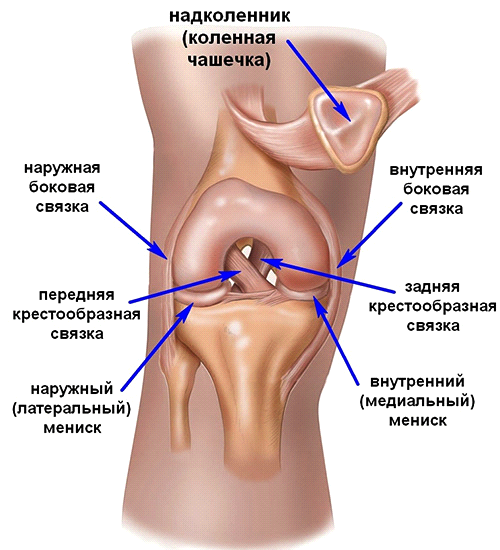 надколенник
(коленная
чашечка)
наружная
боковая
связка
внутренняя
боковая
связка
передняя
крестообразная
связка
задняя
крестообразная
связка
наружный
(латеральный)
мениск
внутренний
(медиальный)
мениск